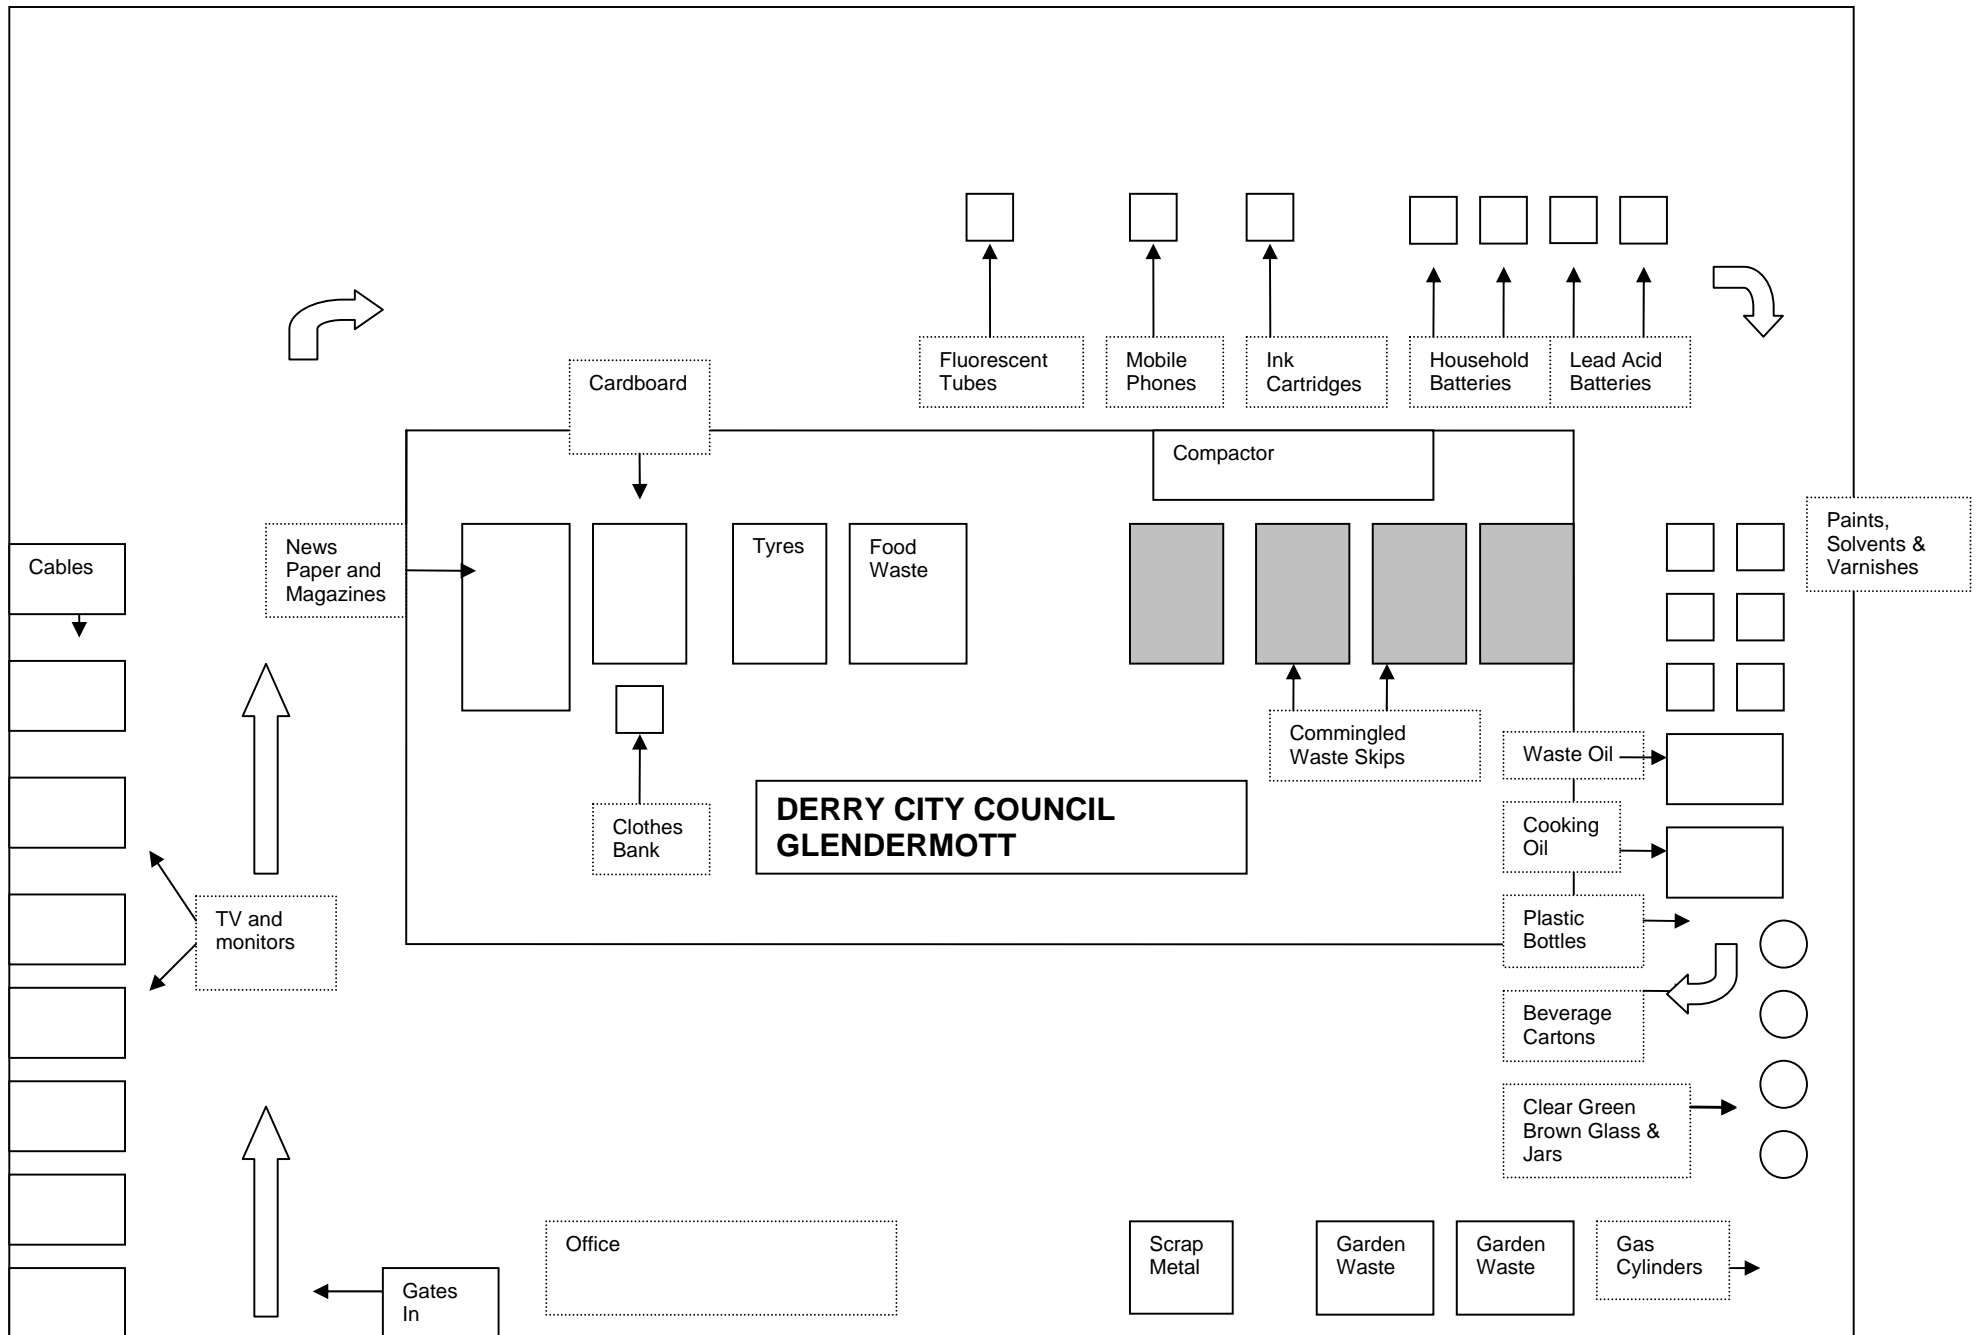 Fluorescent
Tubes
Mobile
Phones
Ink
Cartridges
Household
Batteries
Lead Acid
Batteries
Cardboard
Compactor
Cables
News
Paper and
Magazines
Tyres
Food
Waste
Paints,
Solvents &
Varnishes
Commingled
Waste Skips
Waste Oil
DERRY CITY COUNCIL
GLENDERMOTT
Clothes
Bank
Cooking
Oil
TV and
monitors
Plastic
Bottles
Beverage
Cartons
Clear Green
Brown Glass &
Jars
Office
Scrap
Metal
Garden
Waste
Garden
Waste
Gas
Cylinders
Gates
In